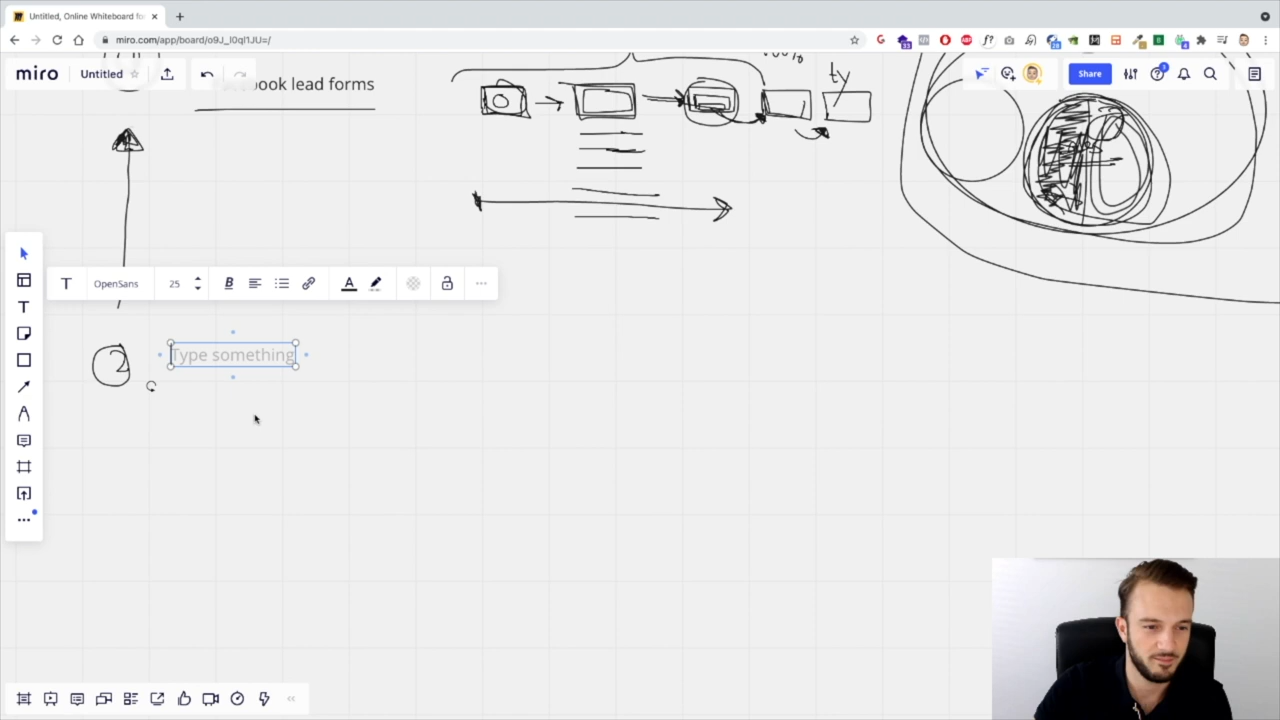 Untitled, Online Whiteboard fo
miro.com/app/board/o9J_l0ql1JU=/
miro
Untitled
Share
book lead forms
100%
ty
T
OpenSans
25
B
A
2
Type something